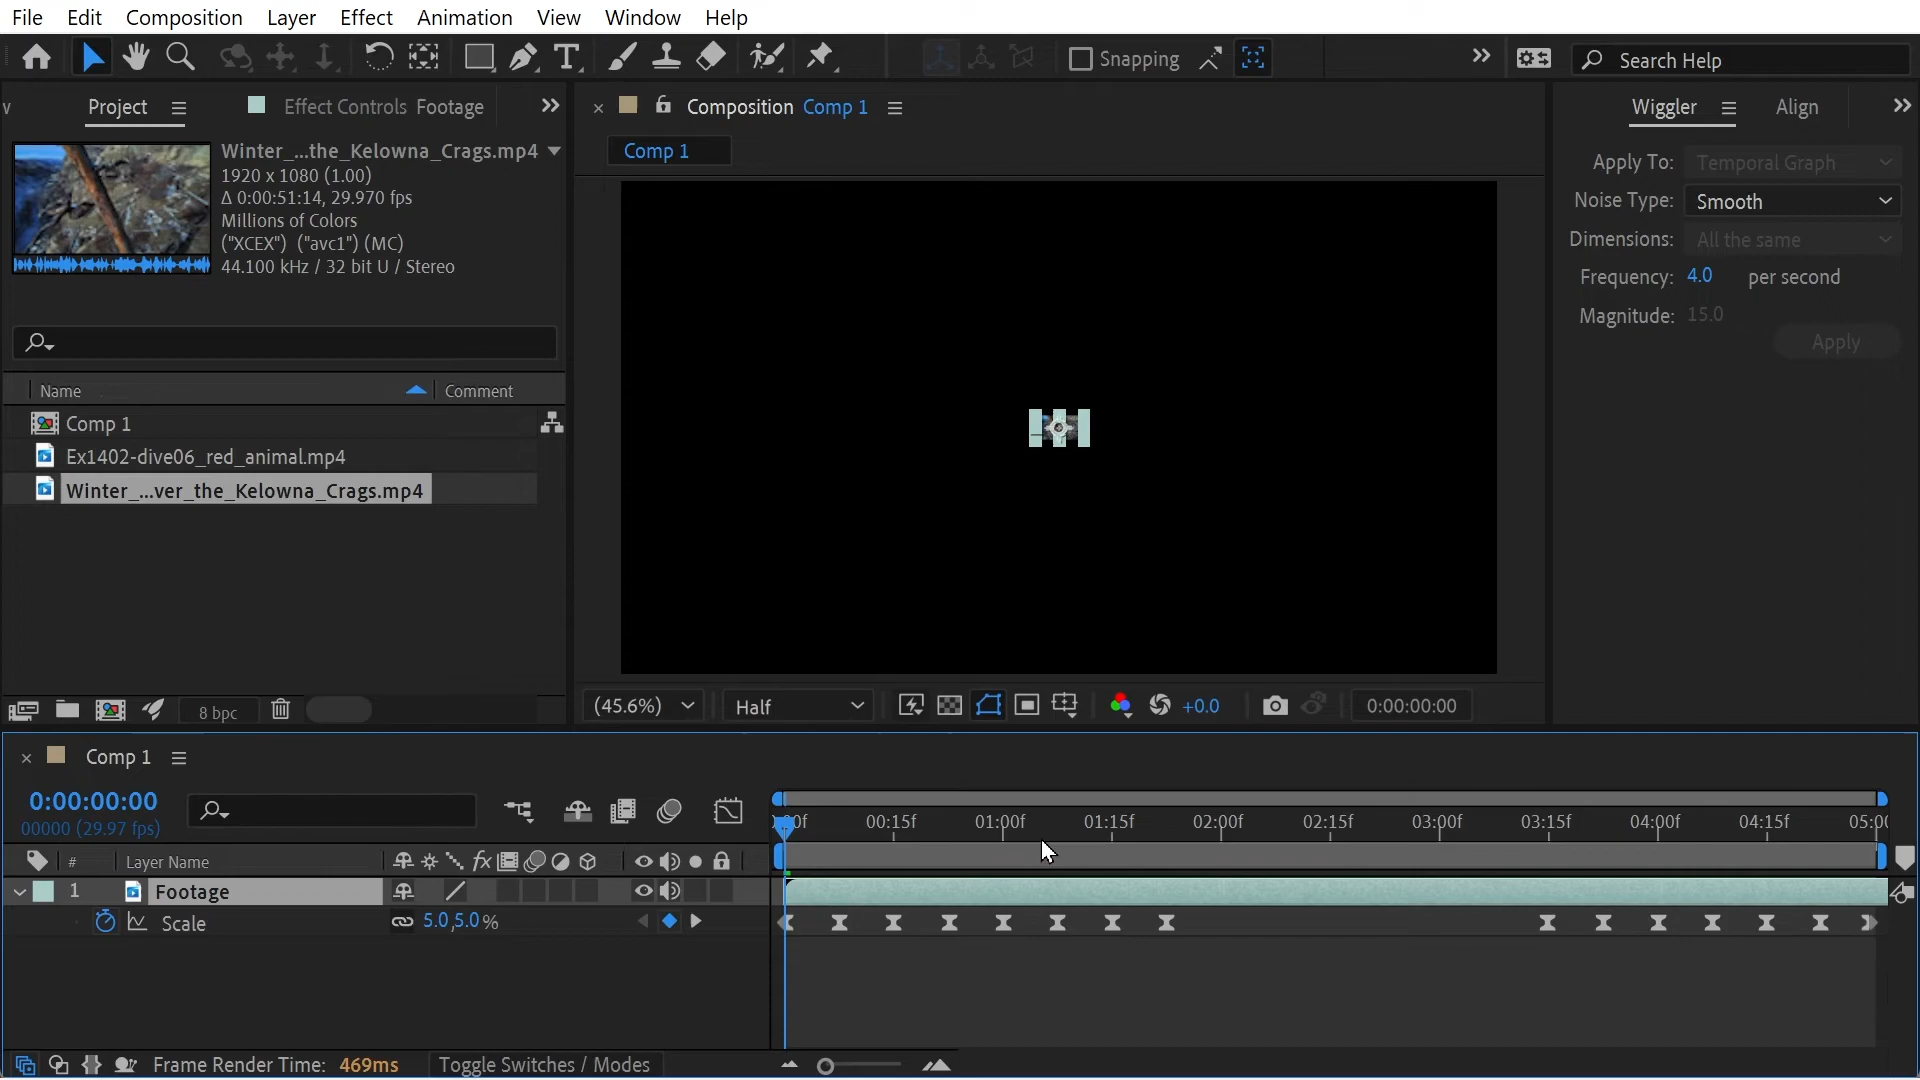 File Edit Composition Layer Effect Animation View Window Help
Snapping
Search Help
Project
Effect Controls Footage
Winter_...the_Kelowna_Crags.mp4
1920 x 1080 (1.00)
Δ 0:00:51:14, 29.970 fps
Millions of Colors
("XCEX") ("avc1") (MC)
44.100 kHz / 32 bit U / Stereo
Name Comment
Comp 1
Ex1402-dive06_red_animal.mp4
Winter_...ver_the_Kelowna_Crags.mp4
8 bpc
Composition Comp 1
Comp 1
(45.6%) Half +0.0 0:00:00:00
Wiggler Align
Apply To: Temporal Graph
Noise Type: Smooth
Dimensions: All the same
Frequency: 4.0 per second
Magnitude: 15.0
Apply
Comp 1
0:00:00:00
00000 (29.97 fps)
00:15f 01:00f 01:15f 02:00f 02:15f 03:00f 03:15f 04:00f 04:15f
# Layer Name fx
1 Footage
Scale 5.0,5.0 %
Frame Render Time: 469ms Toggle Switches / Modes